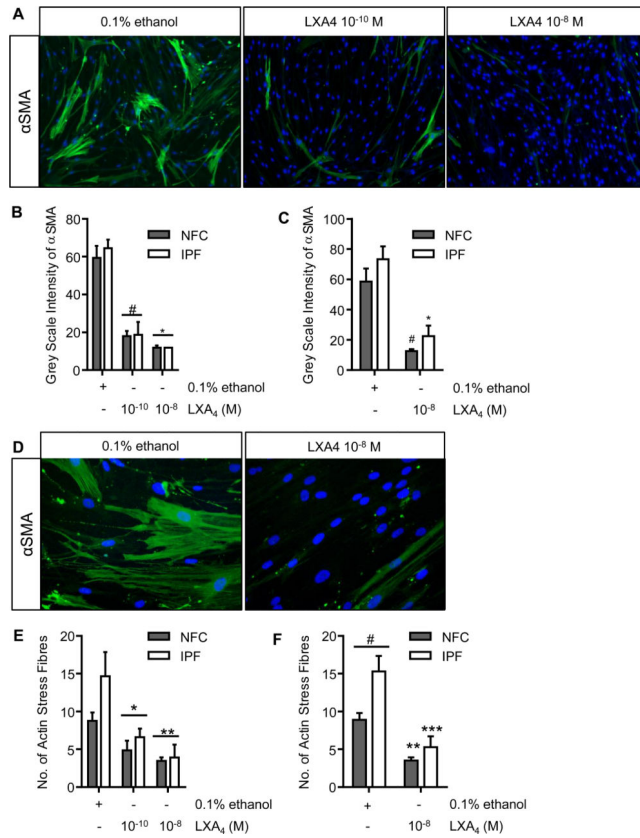 A
0.1% ethanol
LXA4 10⁻¹⁰ M
LXA4 10⁻⁸ M
αSMA
B
Grey Scale Intensity of αSMA
80
60
40
20
0
NFC
IPF
#
*
+ - - 0.1% ethanol
- 10⁻¹⁰ 10⁻⁸ LXA₄ (M)
C
Grey Scale Intensity of αSMA
100
80
60
40
20
0
NFC
IPF
#
*
+ - 0.1% ethanol
- 10⁻⁸ LXA₄ (M)
D
0.1% ethanol
LXA4 10⁻⁸ M
αSMA
E
No. of Actin Stress Fibres
20
15
10
5
0
NFC
IPF
*
**
+ - - 0.1% ethanol
- 10⁻¹⁰ 10⁻⁸ LXA₄ (M)
F
No. of Actin Stress Fibres
20
15
10
5
0
NFC
IPF
#
**
***
+ - 0.1% ethanol
- 10⁻⁸ LXA₄ (M)